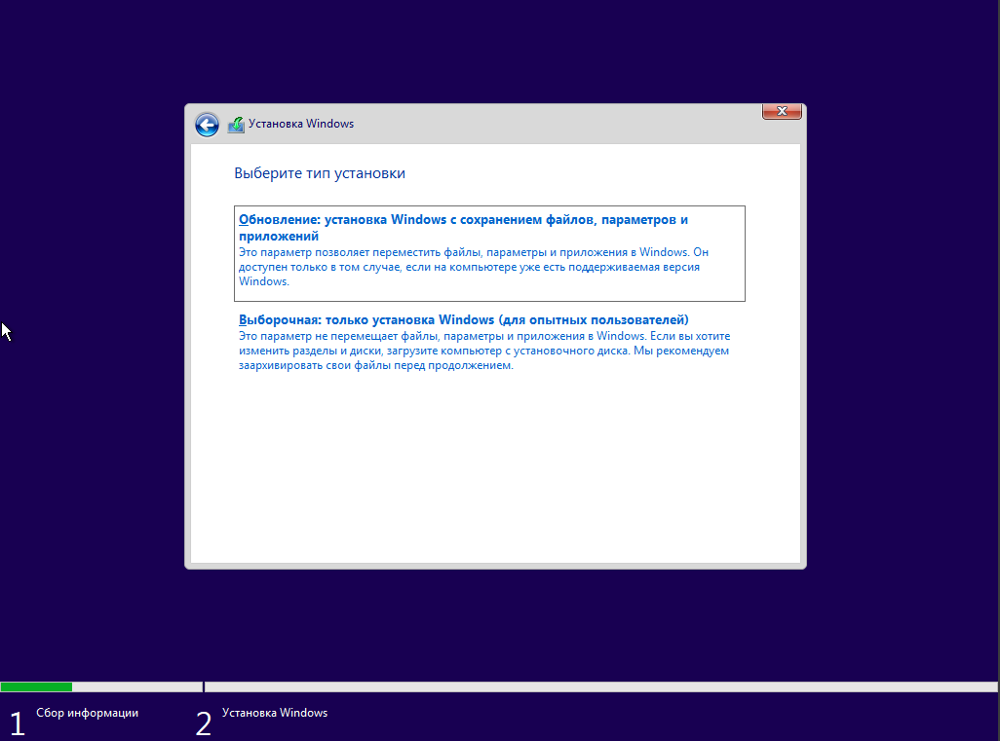 Установка Windows
Выберите тип установки
Обновление: установка Windows с сохранением файлов, параметров и
приложений
Это параметр позволяет переместить файлы, параметры и приложения в Windows. Он
доступен только в том случае, если на компьютере уже есть поддерживаемая версия
Windows.
Выборочная: только установка Windows (для опытных пользователей)
Это параметр не перемещает файлы, параметры и приложения в Windows. Если вы хотите
изменить разделы и диски, загрузите компьютер с установочного диска. Мы рекомендуем
заархивировать свои файлы перед продолжением.
1 Сбор информации
2 Установка Windows